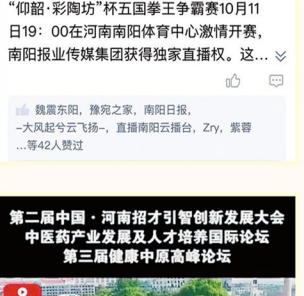 “仰韶·彩陶坊”杯五国拳王争霸赛10月11
日19：00在河南南阳体育中心激情开赛，
南阳报业传媒集团获得独家直播权。这...
魏震东阳，豫宛之家，南阳日报，
-大风起兮云飞扬-，直播南阳云播台，Zry，紫蓉
...等42人赞过
第二届中国·河南招才引智创新发展大会
中医药产业发展及人才培养国际论坛
第三届健康中原高峰论坛